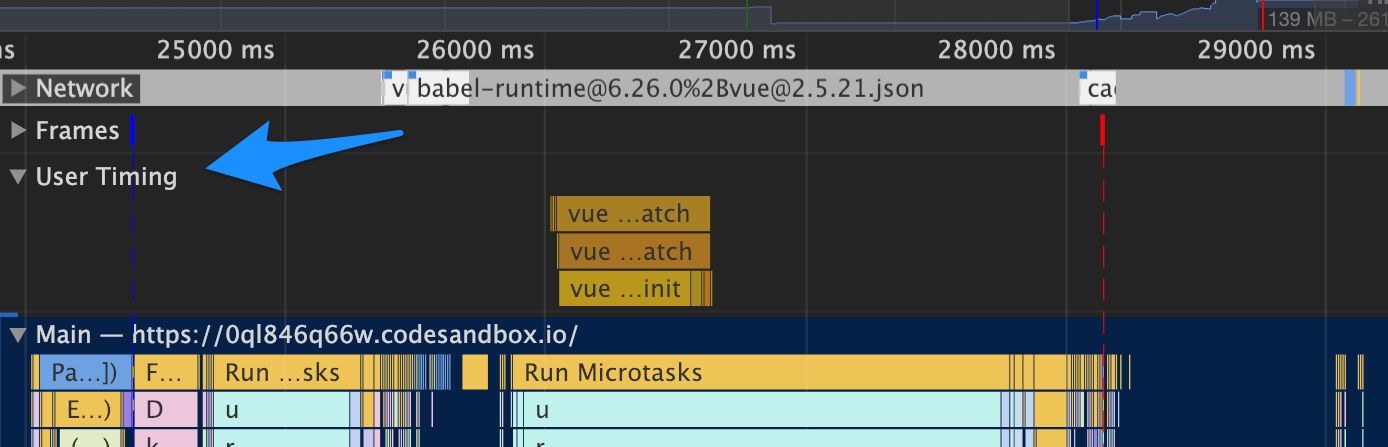 139 MB – 261
ms 25000 ms 26000 ms 27000 ms 28000 ms 29000 ms
Network v babel-runtime@6.26.0%2Bvue@2.5.21.json cac
Frames
User Timing
vue …atch
vue …atch
vue …init
Main — https://0ql846q66w.codesandbox.io/
Pa…]) F… Run …sks Run Microtasks
E…) D u u
(…) k r r